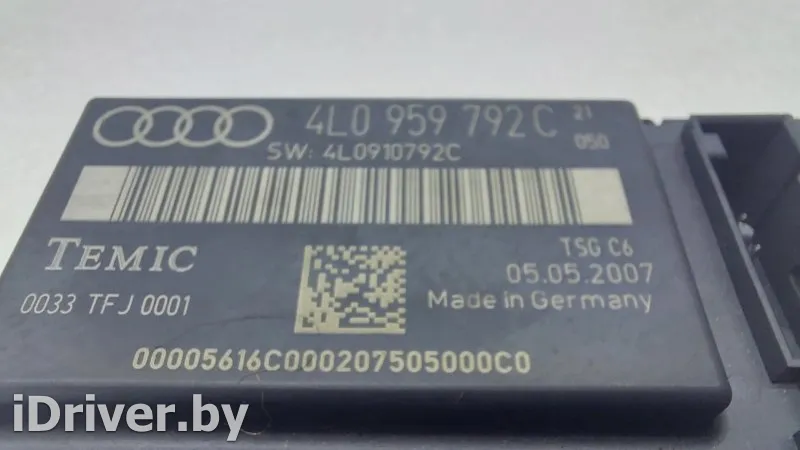 4L0 959 792C 21
050
SW: 4L0910792C
TEMIC
TSG C6
05.05.2007
0033 TFJ 0001
Made in Germany
00005616C000207505000C0
iDriver.by